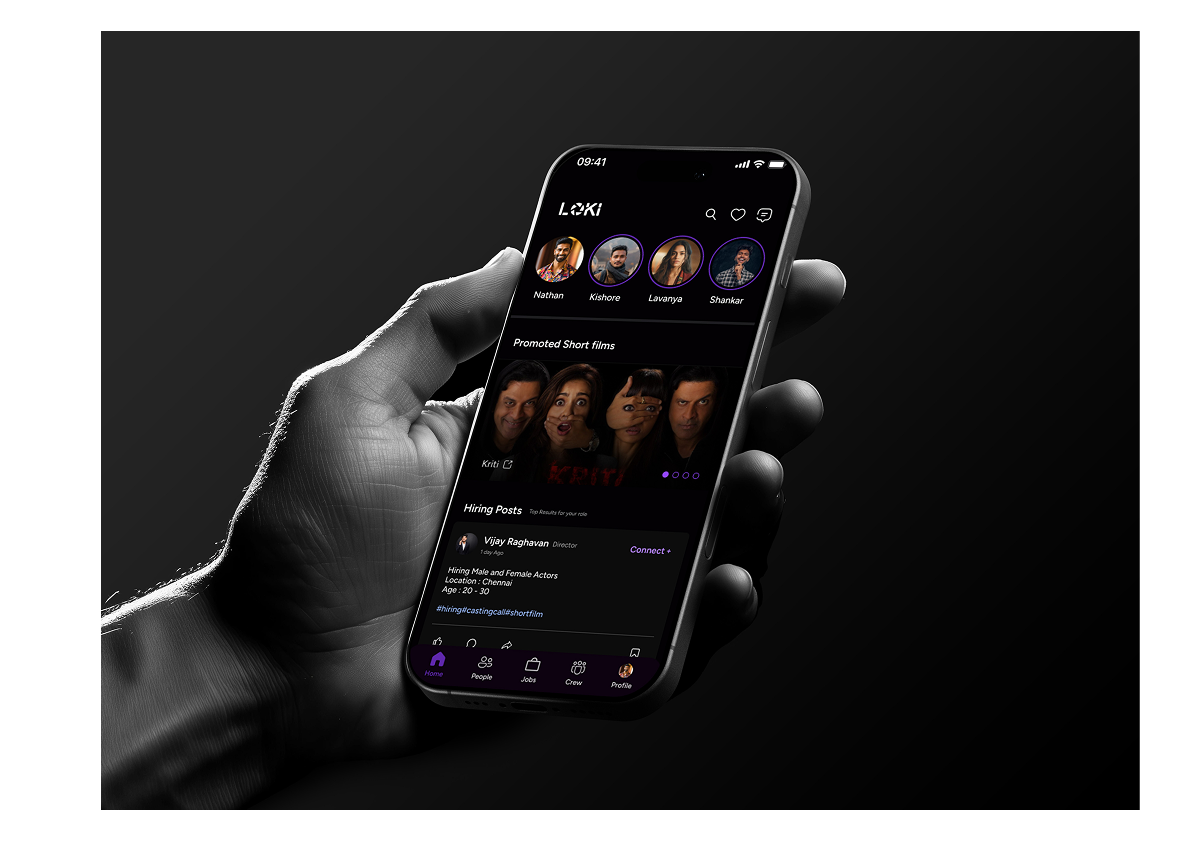 09:41
LOKi
Nathan Kishore Lavanya Shankar
Promoted Short films
KRITI
Kriti
Hiring Posts Top Results for your role
Vijay Raghavan Director
Connect +
1 day Ago
Hiring Male and Female Actors
Location : Chennai
Age : 20 - 30
#hiring#castingcall#shortfilm
Home People Jobs Crew Profile